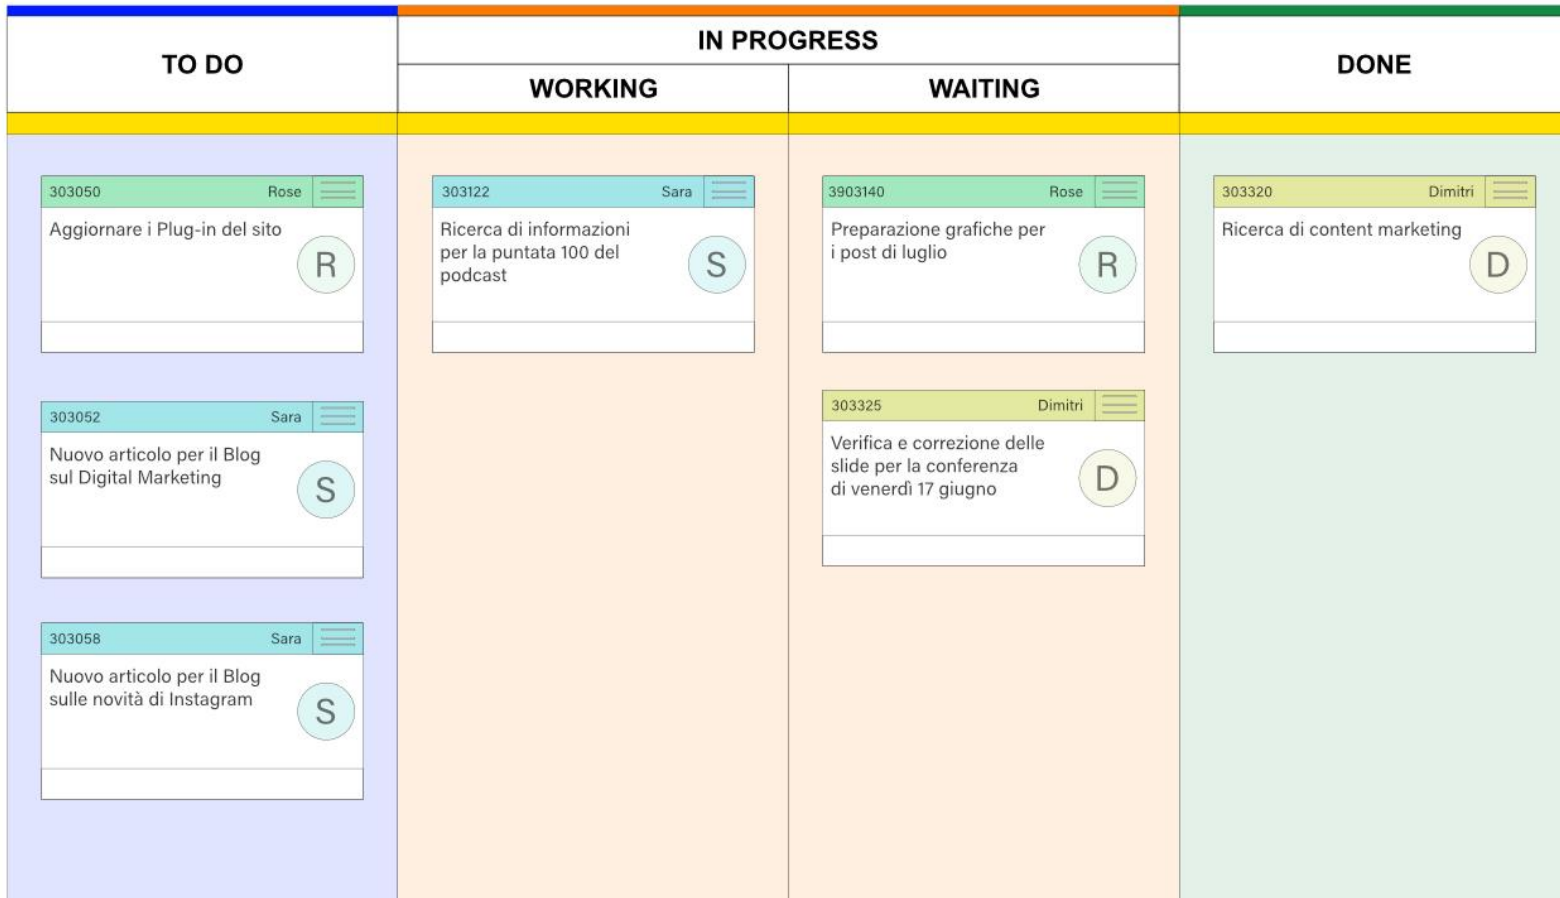 TO DO
IN PROGRESS
WORKING
WAITING
DONE
303050 Rose
Aggiornare i Plug-in del sito
R
303052 Sara
Nuovo articolo per il Blog
sul Digital Marketing
S
303058 Sara
Nuovo articolo per il Blog
sulle novità di Instagram
S
303122 Sara
Ricerca di informazioni
per la puntata 100 del
podcast
S
3903140 Rose
Preparazione grafiche per
i post di luglio
R
303325 Dimitri
Verifica e correzione delle
slide per la conferenza
di venerdì 17 giugno
D
303320 Dimitri
Ricerca di content marketing
D